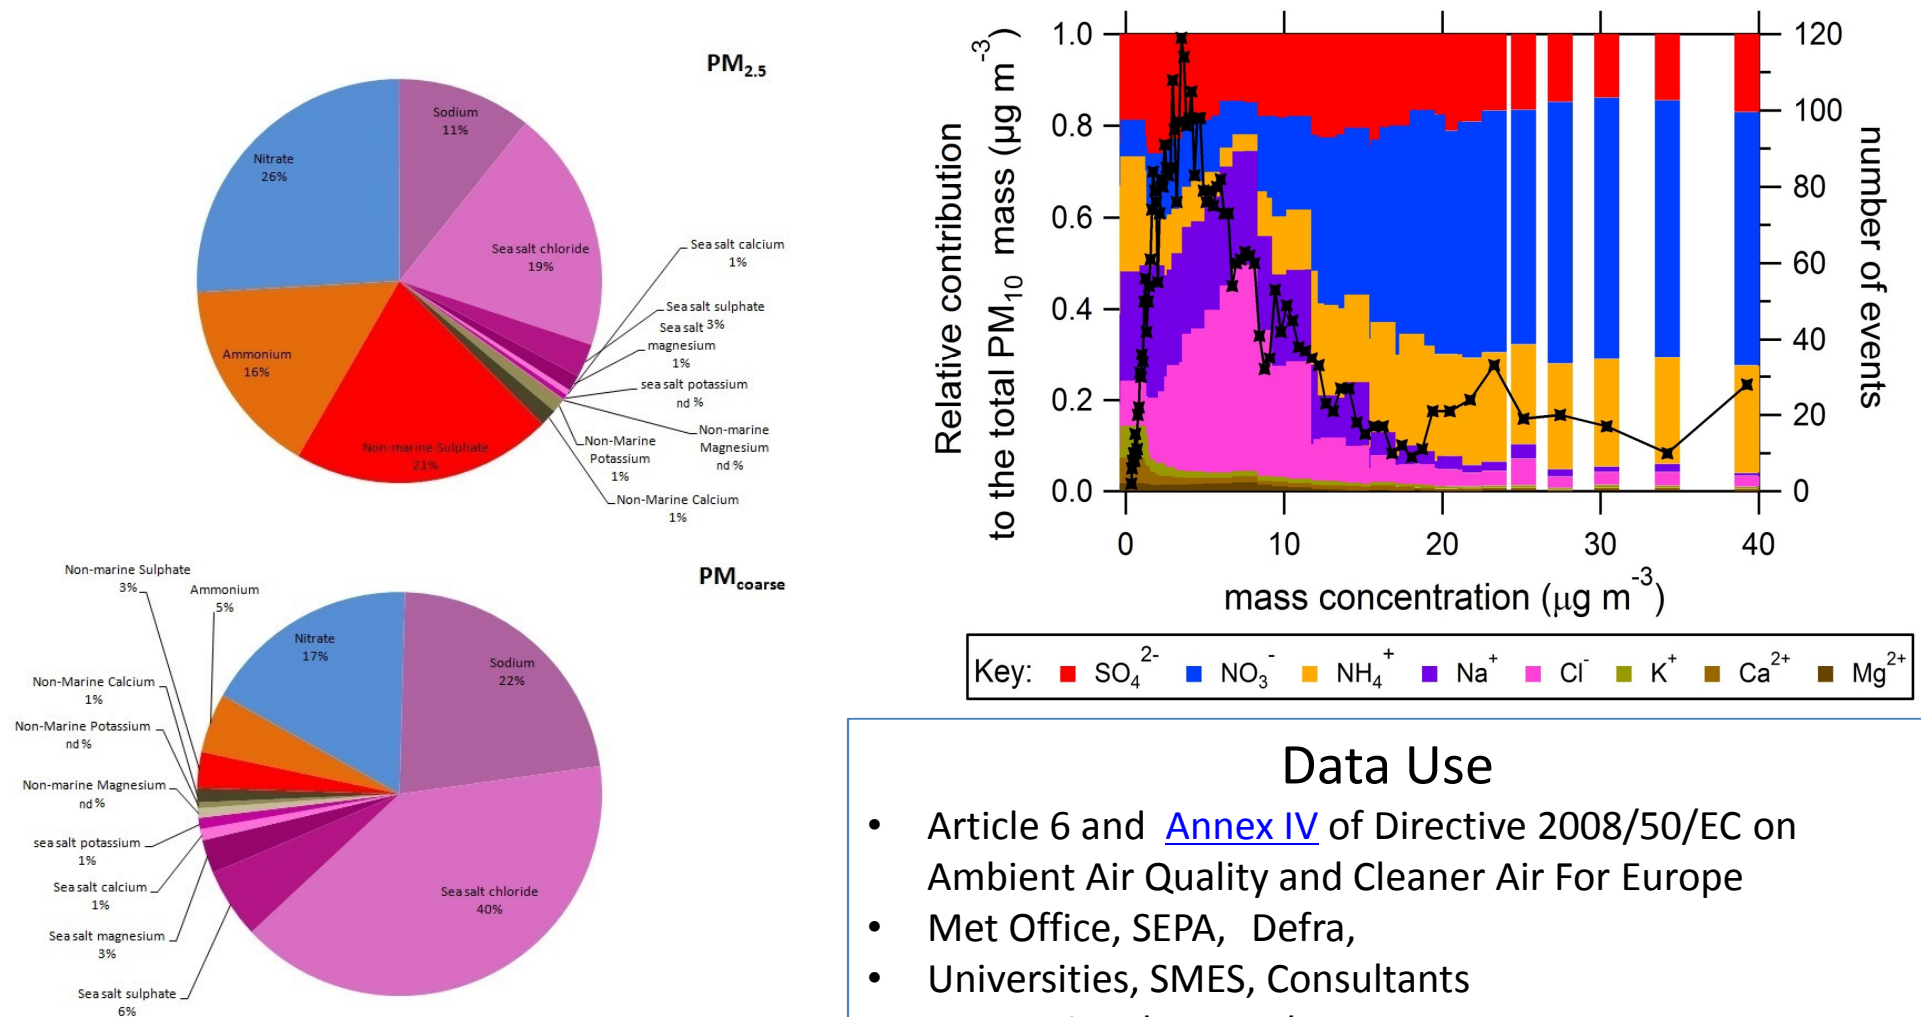 PM2.5
Sodium
11%
Nitrate
26%
Sea salt chloride
19%
Sea salt calcium
1%
Sea salt sulphate
3%
Sea salt
magnesium
1%
sea salt potassium
nd %
Non-marine
Magnesium
nd %
Non-Marine
Potassium
1%
Non-Marine Calcium
1%
Non-marine Sulphate
21%
Ammonium
16%
PMcoarse
Non-marine Sulphate
3%
Ammonium
5%
Nitrate
17%
Sodium
22%
Non-Marine Calcium
1%
Non-Marine Potassium
nd %
Non-marine Magnesium
nd %
sea salt potassium
1%
Sea salt calcium
1%
Sea salt magnesium
3%
Sea salt sulphate
6%
Sea salt chloride
40%
Relative contribution
to the total PM10 mass (µg m-3)
1.0
0.8
0.6
0.4
0.2
0.0
120
100
80
60
40
20
0
number of events
0 10 20 30 40
mass concentration (µg m-3)
Key: SO4 2- NO3 - NH4 + Na+ Cl- K+ Ca2+ Mg2+
Data Use
• Article 6 and Annex IV of Directive 2008/50/EC on
Ambient Air Quality and Cleaner Air For Europe
• Met Office, SEPA, Defra,
• Universities, SMES, Consultants